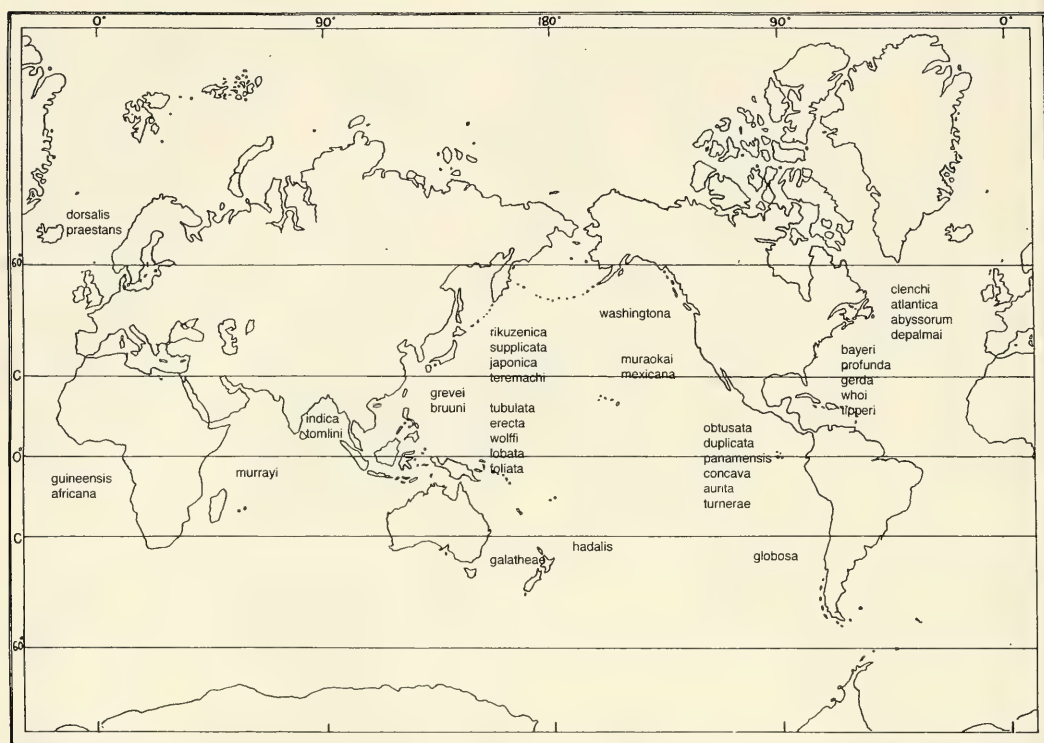 0° 90° 180° 90° 0°
dorsalis
praestans
60°
clenchi
atlantica
abyssorum
depalmai
washingtona
rikuzenica
supplicata
japonica
teremachi
muraokai
mexicana
bayeri
profunda
gerda
whoi
tipperi
C
grevei
bruuni
indica
tomlini
tubulata
erecta
wolffi
lobata
foliata
obtusata
duplicata
panamensis
concava
aurita
turnerae
0°
guineensis
africana
murrayi
C
galatheae
hadalis
globosa
60°